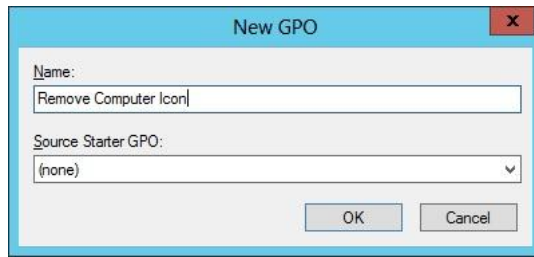 New GPO
x
Name:
Remove Computer Icon
Source Starter GPO:
(none)
OK Cancel